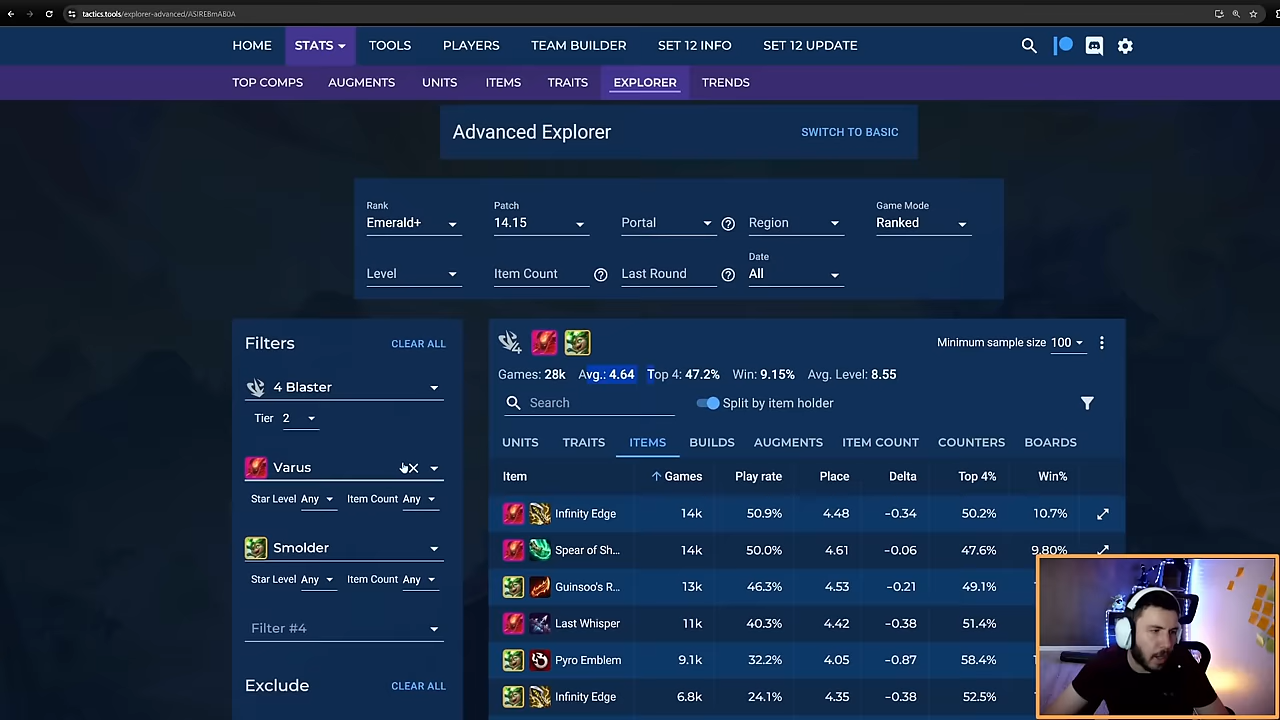 tactics.tools/explorer-advanced/ASIREBmAB0A
HOME STATS TOOLS PLAYERS TEAM BUILDER SET 12 INFO SET 12 UPDATE
TOP COMPS AUGMENTS UNITS ITEMS TRAITS EXPLORER TRENDS
Advanced Explorer SWITCH TO BASIC
Rank Patch Game Mode
Emerald+ 14.15 Portal Region Ranked
Date
Level Item Count Last Round All
Filters CLEAR ALL
4 Blaster
Tier 2
Varus
Star Level Any Item Count Any
Smolder
Star Level Any Item Count Any
Filter #4
Exclude CLEAR ALL
4 Minimum sample size 100
Games: 28k Avg.: 4.64 Top 4: 47.2% Win: 9.15% Avg. Level: 8.55
Search Split by item holder
UNITS TRAITS ITEMS BUILDS AUGMENTS ITEM COUNT COUNTERS BOARDS
Item Games Play rate Place Delta Top 4% Win%
Infinity Edge 14k 50.9% 4.48 −0.34 50.2% 10.7%
Spear of Sh... 14k 50.0% 4.61 −0.06 47.6% 9.80%
Guinsoo's R... 13k 46.3% 4.53 −0.21 49.1%
Last Whisper 11k 40.3% 4.42 −0.38 51.4%
Pyro Emblem 9.1k 32.2% 4.05 −0.87 58.4%
Infinity Edge 6.8k 24.1% 4.35 −0.38 52.5%